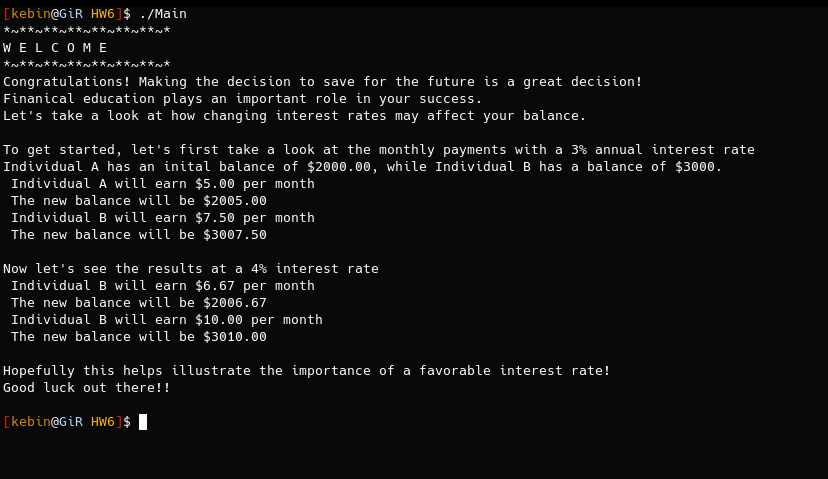 [kebin@GiR HW6]$ ./Main
*~**~**~**~**~**~**~*
W E L C O M E
*~**~**~**~**~**~**~*
Congratulations! Making the decision to save for the future is a great decision!
Finanical education plays an important role in your success.
Let's take a look at how changing interest rates may affect your balance.

To get started, let's first take a look at the monthly payments with a 3% annual interest rate
Individual A has an inital balance of $2000.00, while Individual B has a balance of $3000.
 Individual A will earn $5.00 per month
 The new balance will be $2005.00
 Individual B will earn $7.50 per month
 The new balance will be $3007.50

Now let's see the results at a 4% interest rate
 Individual B will earn $6.67 per month
 The new balance will be $2006.67
 Individual B will earn $10.00 per month
 The new balance will be $3010.00

Hopefully this helps illustrate the importance of a favorable interest rate!
Good luck out there!!

[kebin@GiR HW6]$